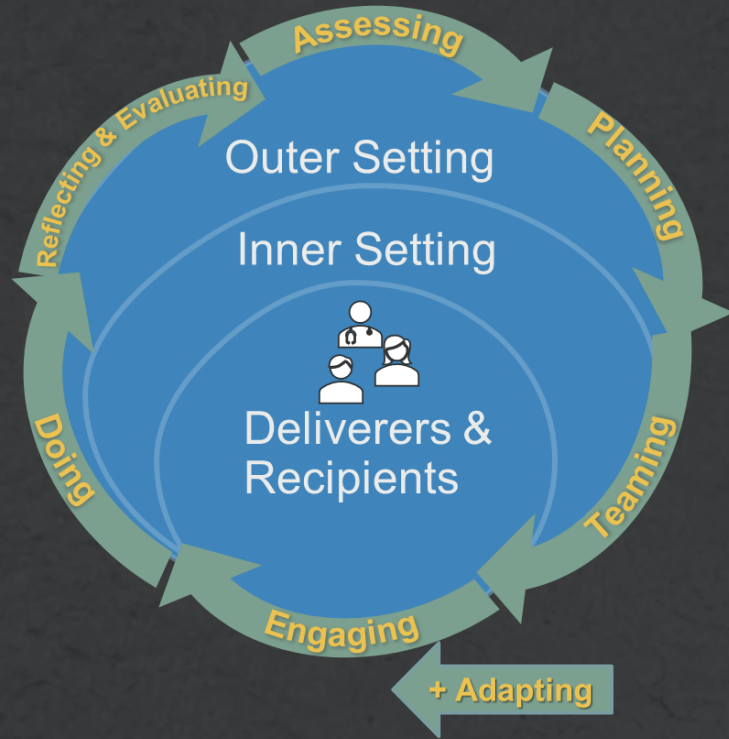 Assessing
Planning
Teaming
Engaging
+ Adapting
Doing
Reflecting & Evaluating
Outer Setting
Inner Setting
Deliverers &
Recipients